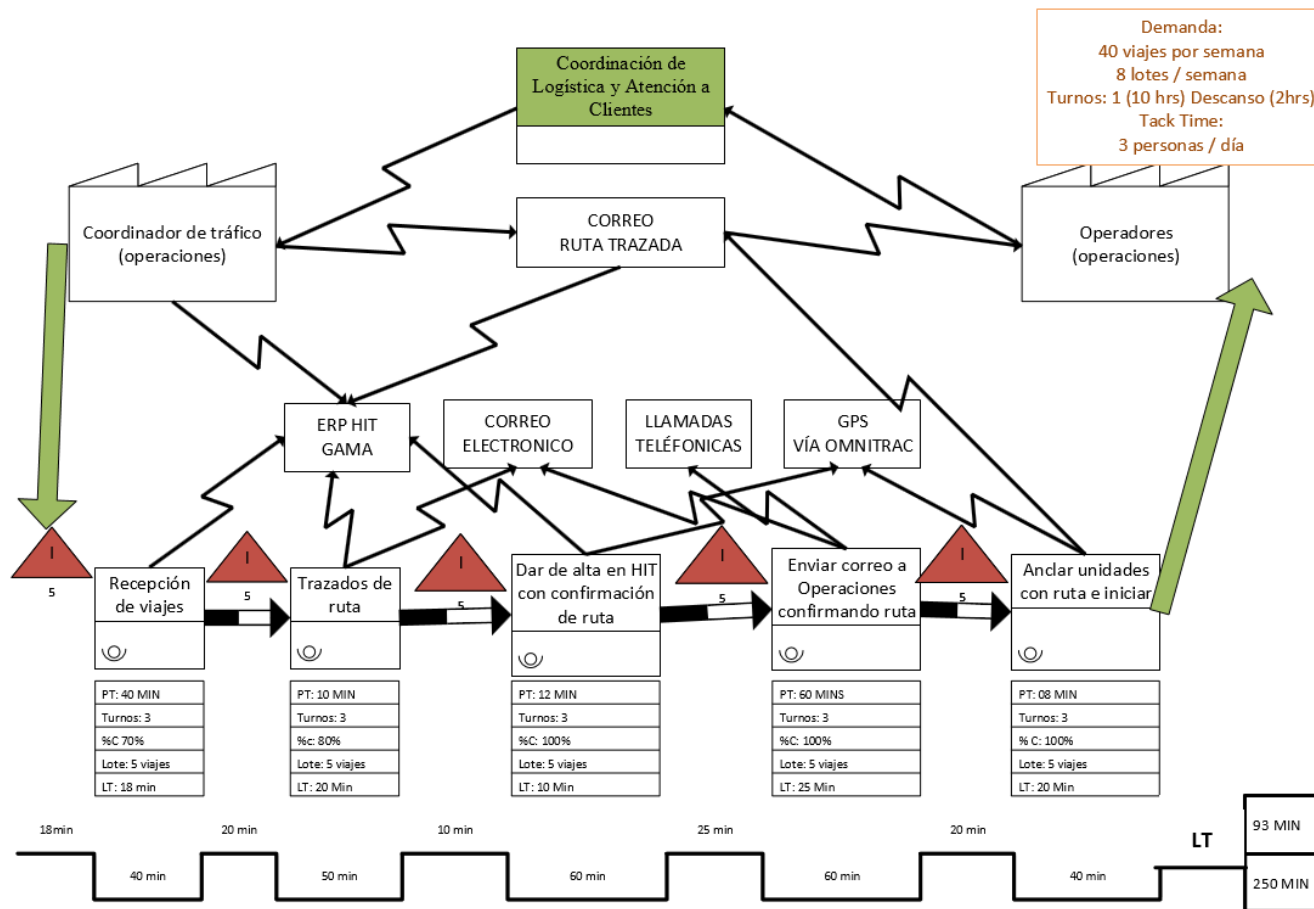 Demanda:
40 viajes por semana
8 lotes / semana
Turnos: 1 (10 hrs) Descanso (2hrs)
Tack Time:
3 personas / día
Coordinación de
Logística y Atención a
Clientes
Coordinador de tráfico
(operaciones)
CORREO
RUTA TRAZADA
Operadores
(operaciones)
ERP HIT
GAMA
CORREO
ELECTRONICO
LLAMADAS
TELÉFONICAS
GPS
VÍA OMNITRAC
I
5
Recepción
de viajes
I
5
Trazados de
ruta
I
5
Dar de alta en HIT
con confirmación
de ruta
I
5
Enviar correo a
Operaciones
confirmando ruta
I
5
Anclar unidades
con ruta e iniciar
PT: 40 MIN
Turnos: 3
%C 70%
Lote: 5 viajes
LT: 18 min
PT: 10 MIN
Turnos: 3
%c: 80%
Lote: 5 viajes
LT: 20 Min
PT: 12 MIN
Turnos: 3
%C: 100%
Lote: 5 viajes
LT: 10 Min
PT: 60 MINS
Turnos: 3
%C: 100%
Lote: 5 viajes
LT: 25 Min
PT: 08 MIN
Turnos: 3
% C: 100%
Lote: 5 viajes
LT: 20 Min
18min
20 min
10 min
25 min
20 min
LT
93 MIN
40 min
50 min
60 min
60 min
40 min
250 MIN